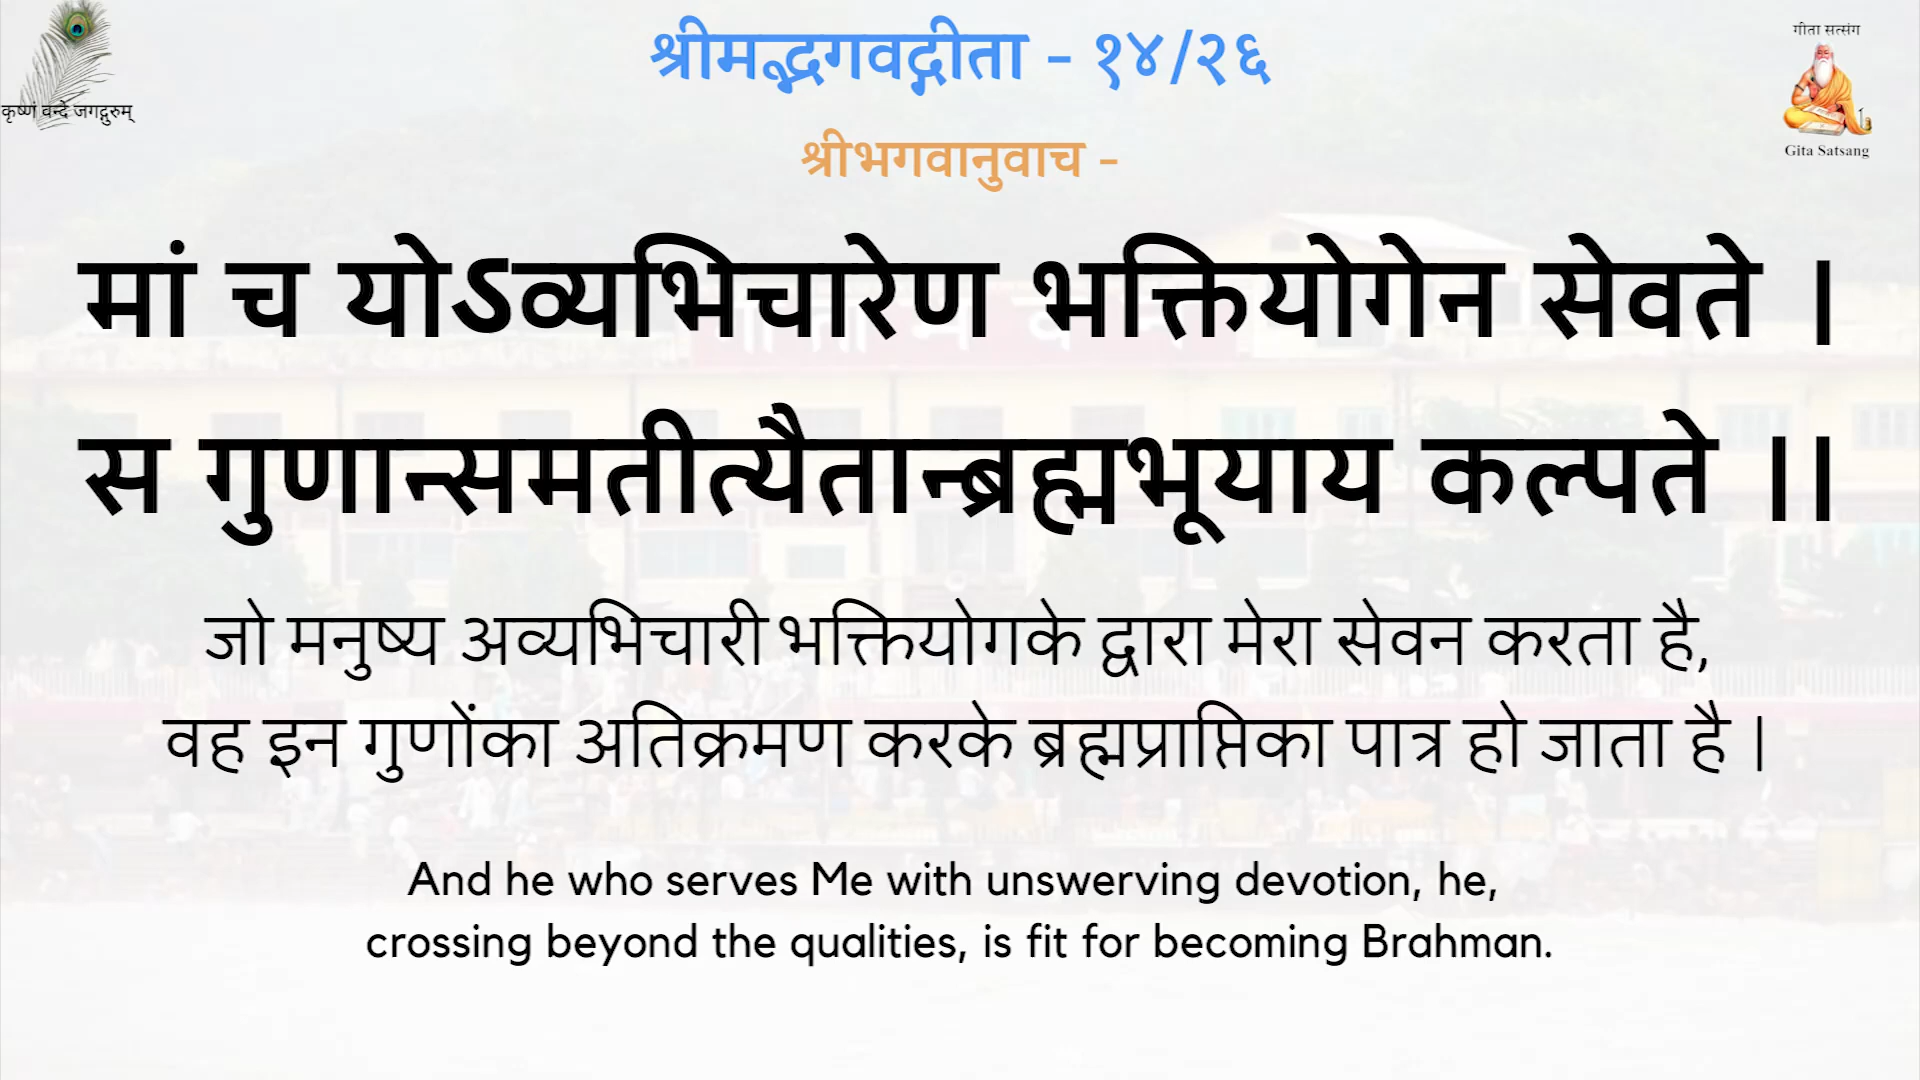 श्रीमद्भगवद्गीता - १४/२६
गीता सत्संग
कृष्णं वन्दे जगद्गुरुम्
Gita Satsang
श्रीभगवानुवाच -
मां च योऽव्यभिचारेण भक्तियोगेन सेवते ।
स गुणान्समतीत्यैतान्ब्रह्मभूयाय कल्पते ।।
जो मनुष्य अव्यभिचारी भक्तियोगके द्वारा मेरा सेवन करता है,
वह इन गुणोंका अतिक्रमण करके ब्रह्मप्राप्तिका पात्र हो जाता है |
And he who serves Me with unswerving devotion, he,
crossing beyond the qualities, is fit for becoming Brahman.